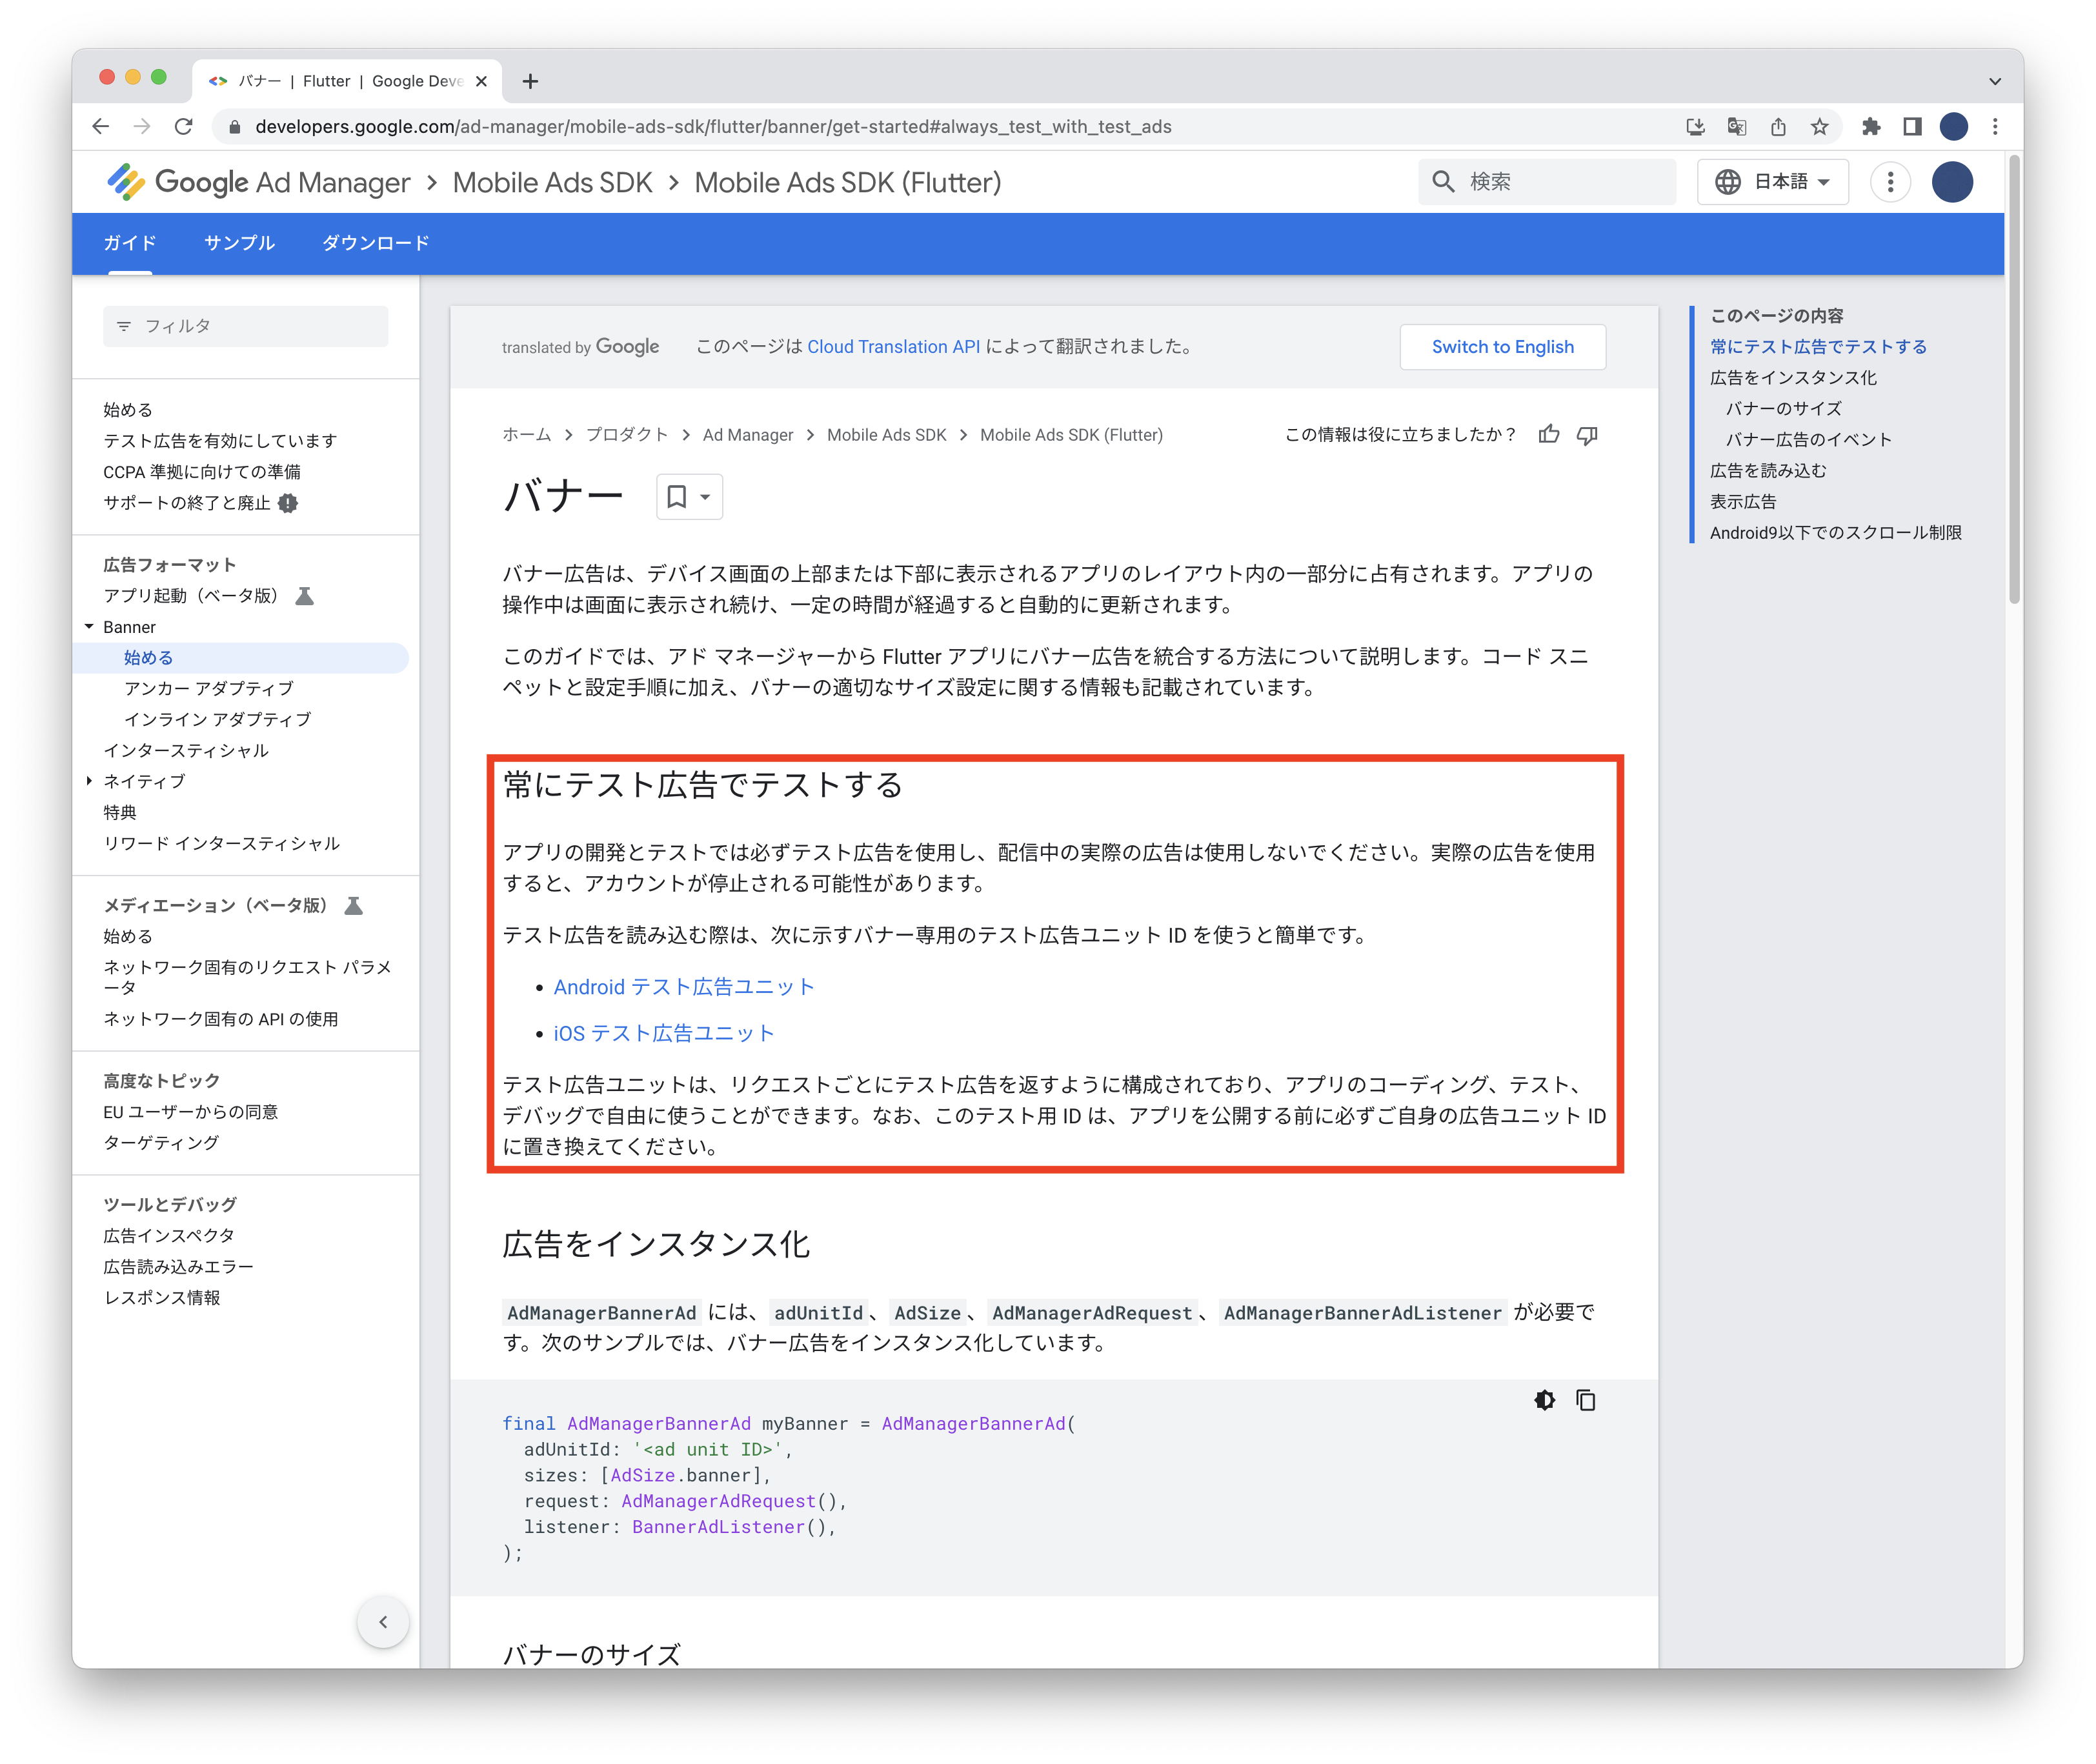 バナー | Flutter | Google Deve
developers.google.com/ad-manager/mobile-ads-sdk/flutter/banner/get-started#always_test_with_test_ads
Google Ad Manager > Mobile Ads SDK > Mobile Ads SDK (Flutter)
検索
日本語
ガイド
サンプル
ダウンロード
フィルタ
始める
テスト広告を有効にしています
CCPA 準拠に向けての準備
サポートの終了と廃止
広告フォーマット
アプリ起動（ベータ版）
Banner
始める
アンカー アダプティブ
インライン アダプティブ
インタースティシャル
ネイティブ
特典
リワード インタースティシャル
メディエーション（ベータ版）
始める
ネットワーク固有のリクエスト パラメ
ータ
ネットワーク固有の API の使用
高度なトピック
EU ユーザーからの同意
ターゲティング
ツールとデバッグ
広告インスペクタ
広告読み込みエラー
レスポンス情報
translated by Google
このページは Cloud Translation API によって翻訳されました。
Switch to English
ホーム > プロダクト > Ad Manager > Mobile Ads SDK > Mobile Ads SDK (Flutter)
この情報は役に立ちましたか？
バナー
バナー広告は、デバイス画面の上部または下部に表示されるアプリのレイアウト内の一部分に占有されます。アプリの
操作中は画面に表示され続け、一定の時間が経過すると自動的に更新されます。
このガイドでは、アド マネージャーから Flutter アプリにバナー広告を統合する方法について説明します。コード スニ
ペットと設定手順に加え、バナーの適切なサイズ設定に関する情報も記載されています。
常にテスト広告でテストする
アプリの開発とテストでは必ずテスト広告を使用し、配信中の実際の広告は使用しないでください。実際の広告を使用
すると、アカウントが停止される可能性があります。
テスト広告を読み込む際は、次に示すバナー専用のテスト広告ユニット ID を使うと簡単です。
• Android テスト広告ユニット
• iOS テスト広告ユニット
テスト広告ユニットは、リクエストごとにテスト広告を返すように構成されており、アプリのコーディング、テスト、
デバッグで自由に使うことができます。なお、このテスト用 ID は、アプリを公開する前に必ずご自身の広告ユニット ID
に置き換えてください。
広告をインスタンス化
AdManagerBannerAd には、adUnitId、AdSize、AdManagerAdRequest、AdManagerBannerAdListener が必要で
す。次のサンプルでは、バナー広告をインスタンス化しています。
final AdManagerBannerAd myBanner = AdManagerBannerAd(
  adUnitId: '<ad unit ID>',
  sizes: [AdSize.banner],
  request: AdManagerAdRequest(),
  listener: BannerAdListener(),
);
バナーのサイズ
このページの内容
常にテスト広告でテストする
広告をインスタンス化
バナーのサイズ
バナー広告のイベント
広告を読み込む
表示広告
Android9以下でのスクロール制限